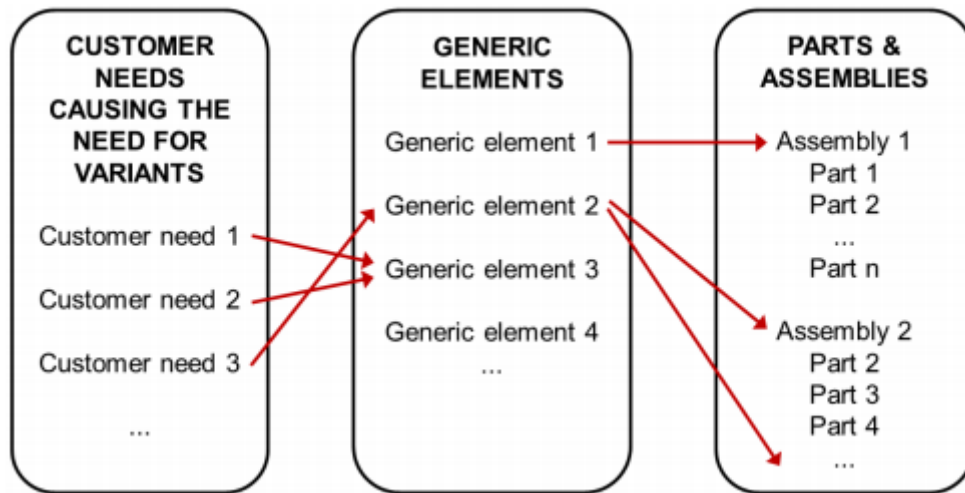 CUSTOMER
NEEDS
CAUSING THE
NEED FOR
VARIANTS
Customer need 1
Customer need 2
Customer need 3
...
GENERIC
ELEMENTS
Generic element 1
Generic element 2
Generic element 3
Generic element 4
...
PARTS &
ASSEMBLIES
Assembly 1
Part 1
Part 2
...
Part n
Assembly 2
Part 2
Part 3
Part 4
...